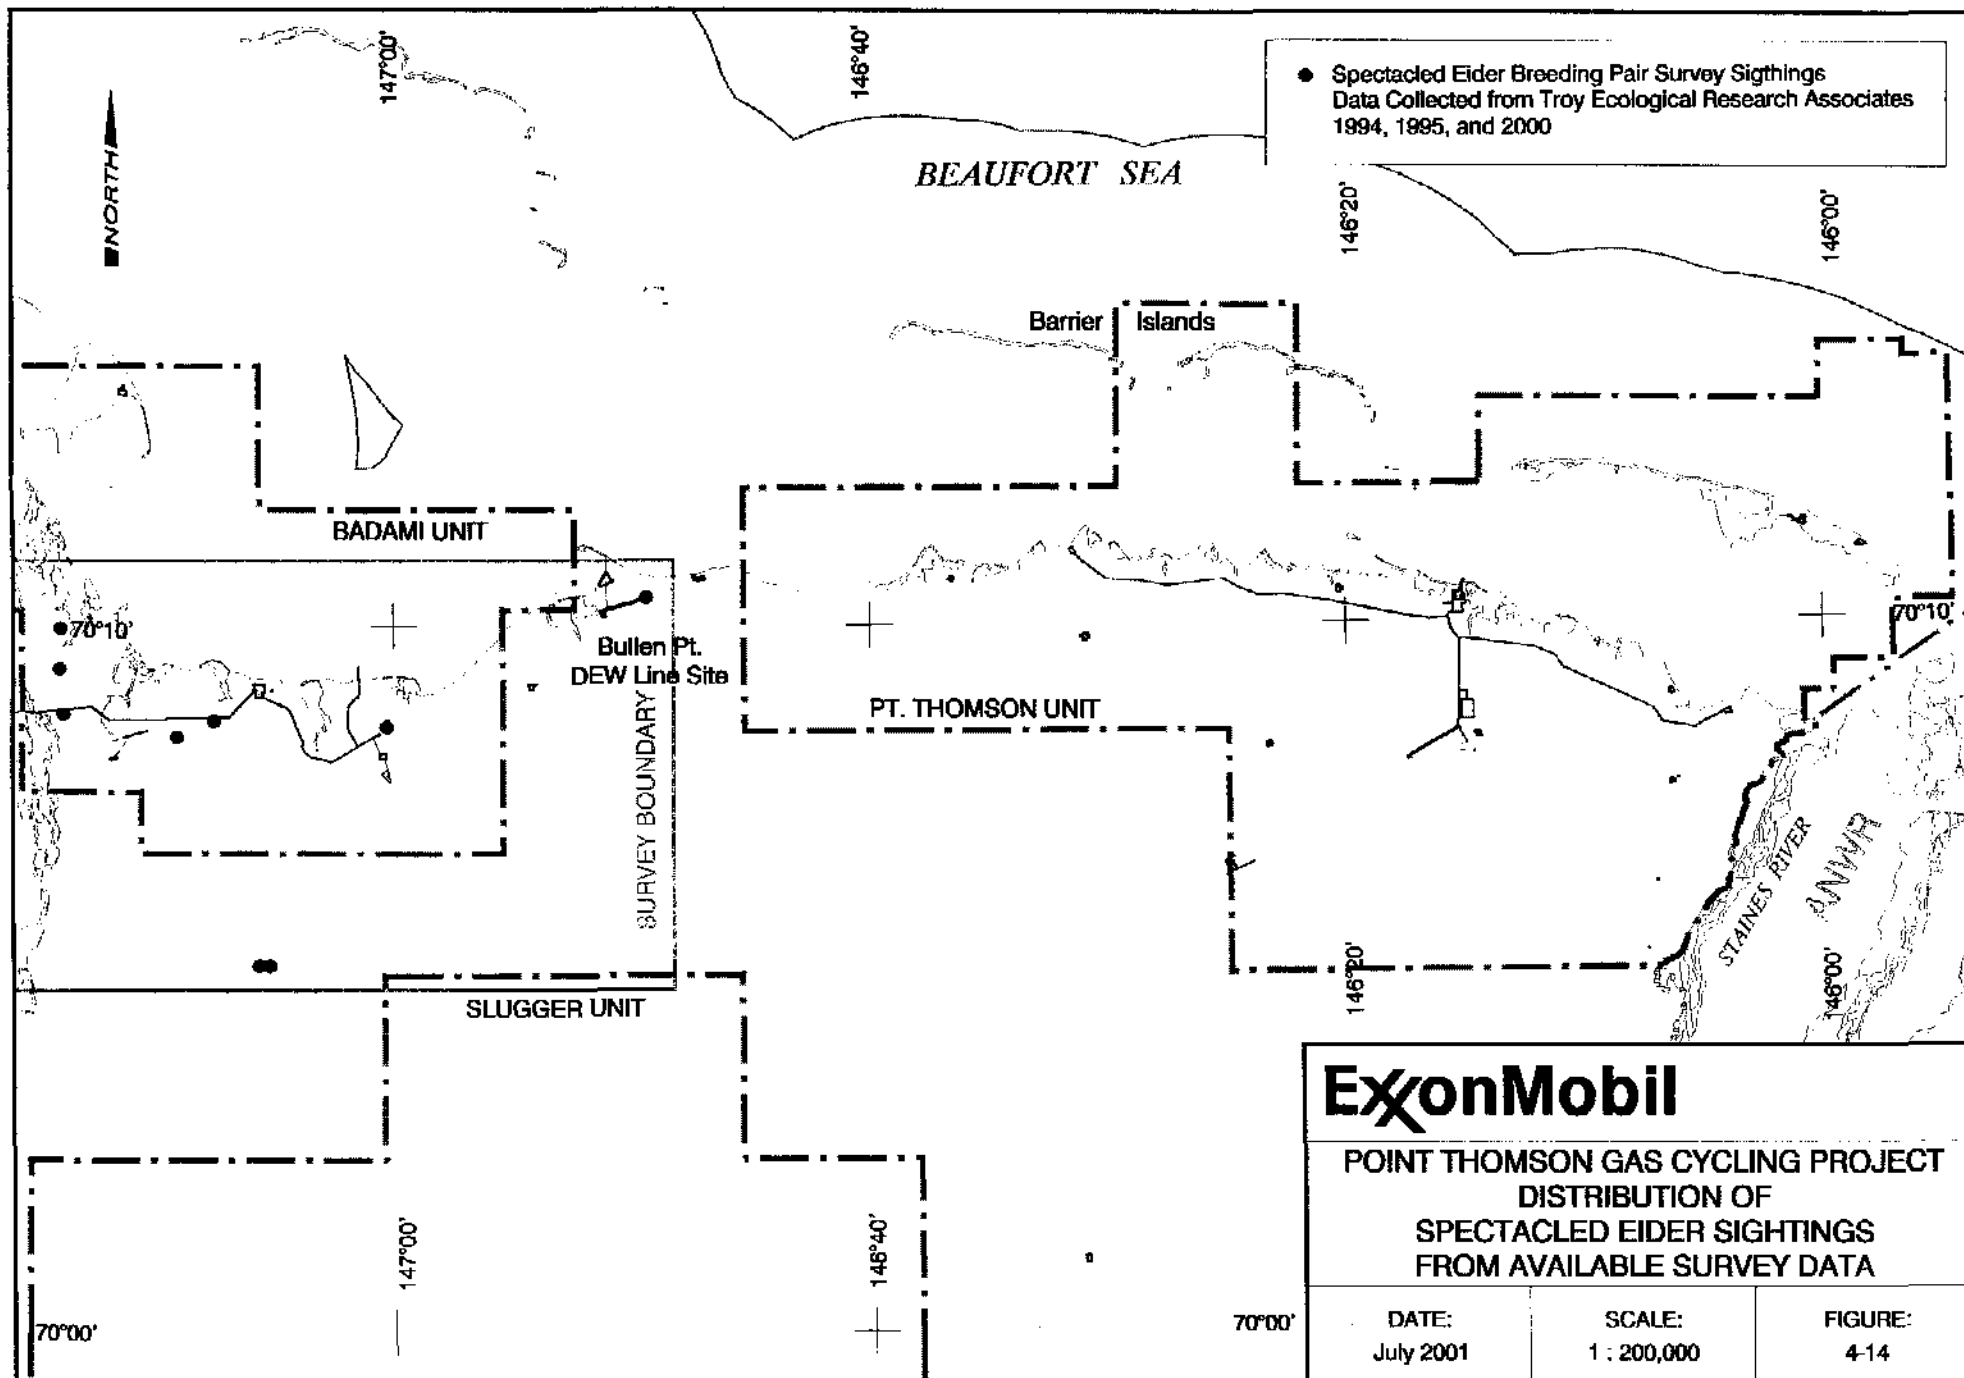 147°00'
146°40'
Spectacled Eider Breeding Pair Survey Sigthings
Data Collected from Troy Ecological Research Associates
1994, 1995, and 2000
NORTH
BEAUFORT SEA
146°20'
146°00'
Barrier Islands
BADAMI UNIT
70°10'
Bullen Pt.
DEW Line Site
70°10'
PT. THOMSON UNIT
SURVEY BOUNDARY
STAINES RIVER
ANWR
SLUGGER UNIT
146°20'
146°00'
ExxonMobil
POINT THOMSON GAS CYCLING PROJECT
DISTRIBUTION OF
SPECTACLED EIDER SIGHTINGS
FROM AVAILABLE SURVEY DATA
147°00'
146°40'
70°00'
70°00'
DATE:
July 2001
SCALE:
1 : 200,000
FIGURE:
4-14